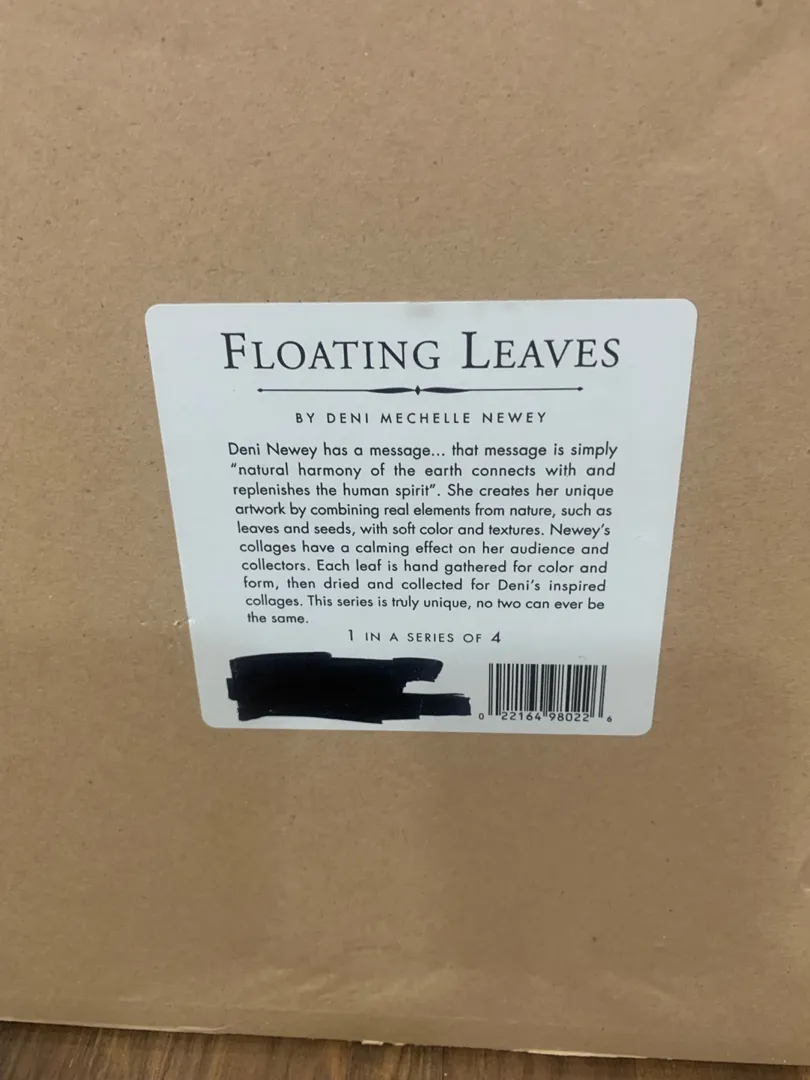 FLOATING LEAVES
BY DENI MECHELLE NEWEY
Deni Newey has a message... that message is simply
“natural harmony of the earth connects with and
replenishes the human spirit”. She creates her unique
artwork by combining real elements from nature, such as
leaves and seeds, with soft color and textures. Newey’s
collages have a calming effect on her audience and
collectors. Each leaf is hand gathered for color and
form, then dried and collected for Deni’s inspired
collages. This series is truly unique, no two can ever be
the same.
1 IN A SERIES OF 4
0 22164 98022 6